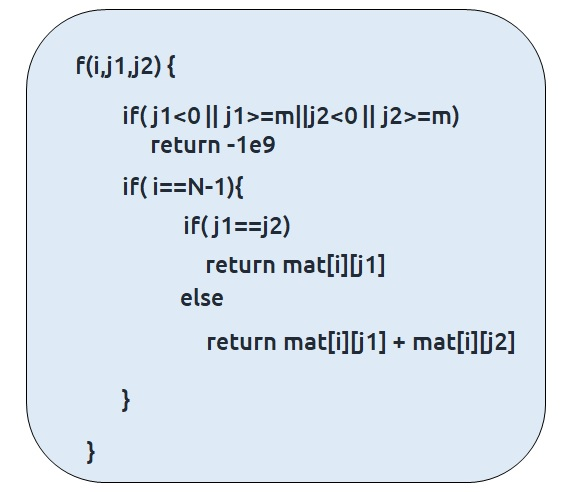 f(i,j1,j2) {
if( j1<0 || j1>=m||j2<0 || j2>=m)
return -1e9
if( i==N-1){
if( j1==j2)
return mat[i][j1]
else
return mat[i][j1] + mat[i][j2]
}
}